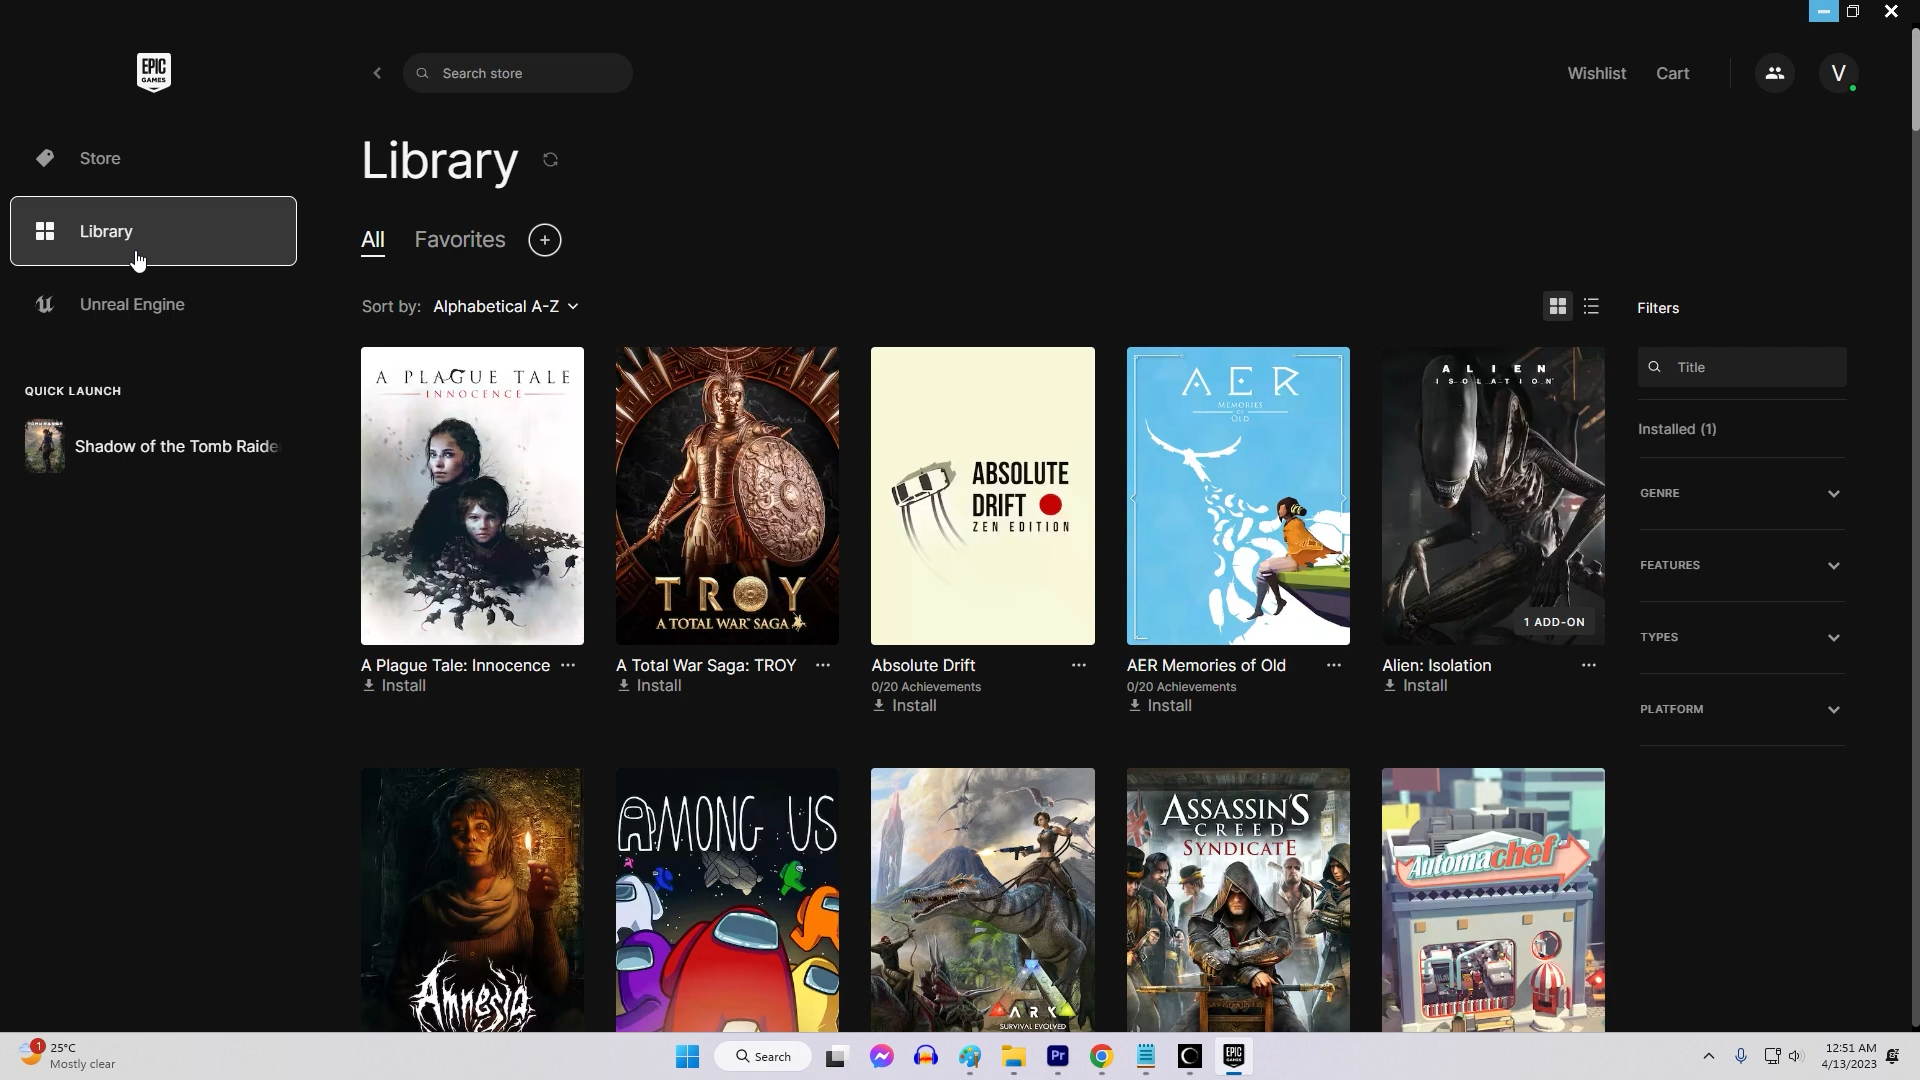 EPIC
GAMES
Search store
Wishlist
Cart
V
Store
Library
Unreal Engine
QUICK LAUNCH
Shadow of the Tomb Raide
Library
All
Favorites
Sort by: Alphabetical A-Z
Filters
Title
Installed (1)
GENRE
FEATURES
TYPES
PLATFORM
A PLAGUE TALE
INNOCENCE
A Plague Tale: Innocence
Install
TROY
A TOTAL WAR SAGA
A Total War Saga: TROY
Install
ABSOLUTE
DRIFT
ZEN EDITION
Absolute Drift
0/20 Achievements
Install
AER
MEMORIES
OF
OLD
AER Memories of Old
0/20 Achievements
Install
ALIEN
ISOLATION
1 ADD-ON
Alien: Isolation
Install
Amnesia
AMONG US
ARK
SURVIVAL EVOLVED
ASSASSIN'S
CREED
SYNDICATE
Automachef
1
25°C
Mostly clear
Search
Pr
EPIC
12:51 AM
4/13/2023